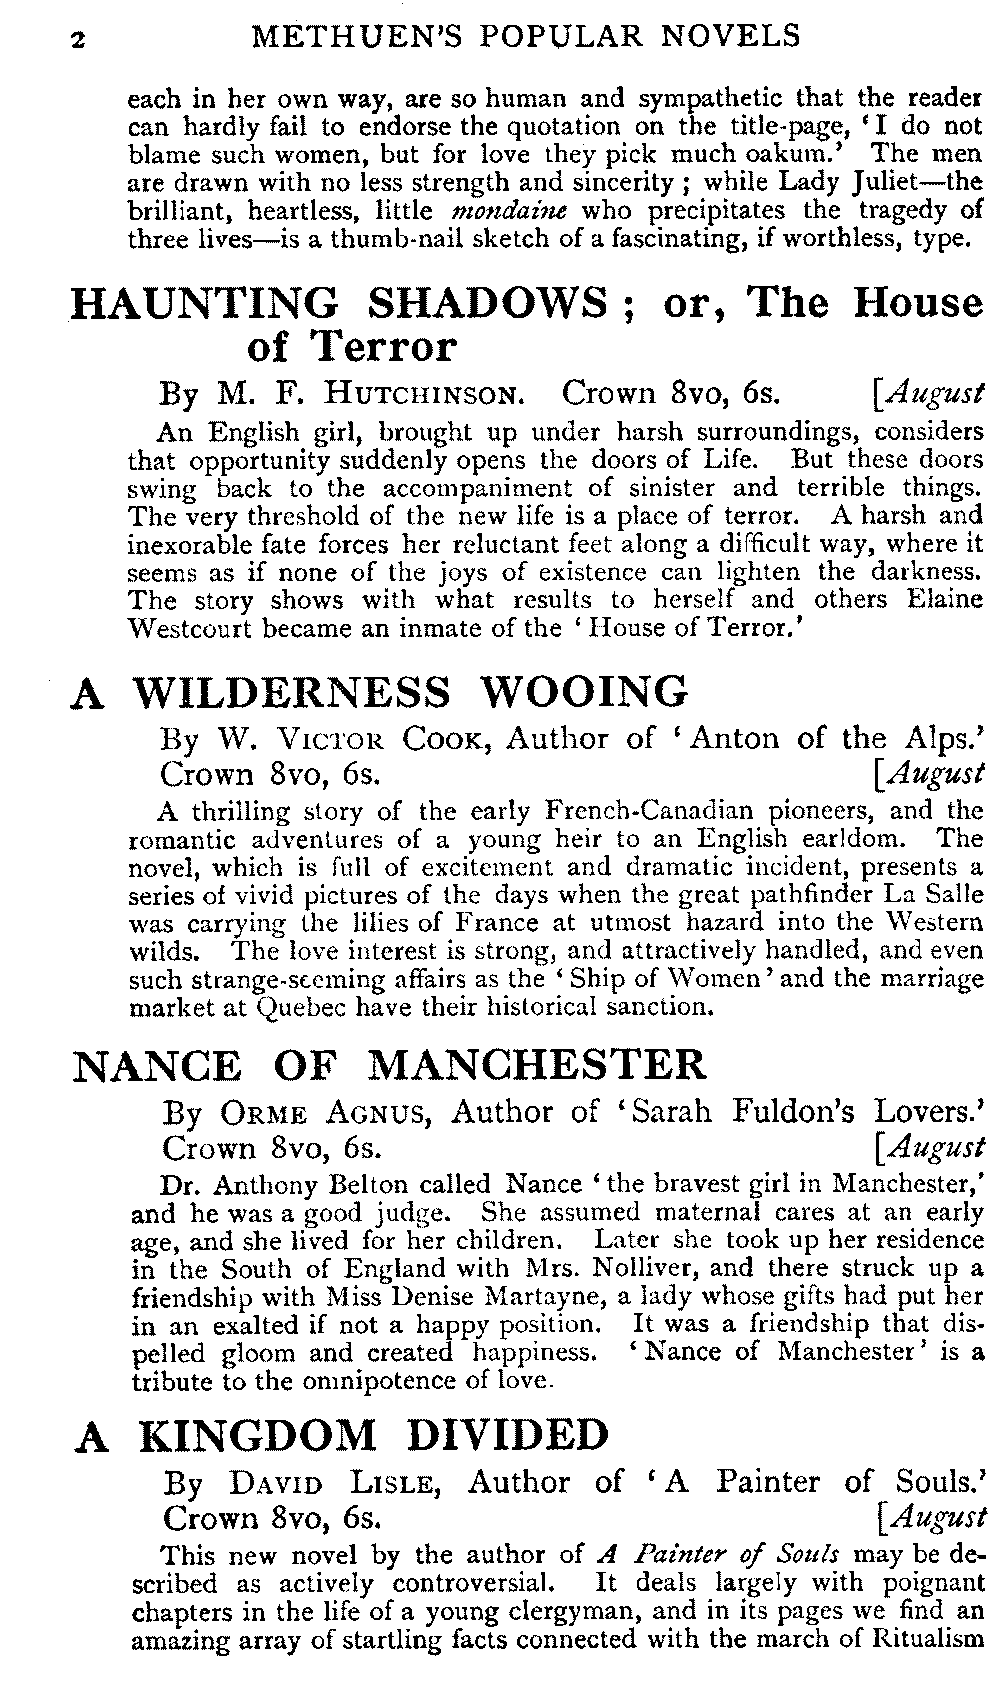 2 METHUEN'S POPULAR NOVELS
each in her own way, are so human and sympathetic that the reader
can hardly fail to endorse the quotation on the title-page, ‘I do not
blame such women, but for love they pick much oakum.’ The men
are drawn with no less strength and sincerity; while Lady Juliet—the
brilliant, heartless, little mondaine who precipitates the tragedy of
three lives—is a thumb-nail sketch of a fascinating, if worthless, type.
HAUNTING SHADOWS; or, The House
of Terror
By M. F. HUTCHINSON. Crown 8vo, 6s. [August
An English girl, brought up under harsh surroundings, considers
that opportunity suddenly opens the doors of Life. But these doors
swing back to the accompaniment of sinister and terrible things.
The very threshold of the new life is a place of terror. A harsh and
inexorable fate forces her reluctant feet along a difficult way, where it
seems as if none of the joys of existence can lighten the darkness.
The story shows with what results to herself and others Elaine
Westcourt became an inmate of the ‘House of Terror.’
A WILDERNESS WOOING
By W. VICTOR COOK, Author of ‘Anton of the Alps.’
Crown 8vo, 6s. [August
A thrilling story of the early French-Canadian pioneers, and the
romantic adventures of a young heir to an English earldom. The
novel, which is full of excitement and dramatic incident, presents a
series of vivid pictures of the days when the great pathfinder La Salle
was carrying the lilies of France at utmost hazard into the Western
wilds. The love interest is strong, and attractively handled, and even
such strange-seeming affairs as the ‘Ship of Women’ and the marriage
market at Quebec have their historical sanction.
NANCE OF MANCHESTER
By ORME AGNUS, Author of ‘Sarah Fuldon's Lovers.’
Crown 8vo, 6s. [August
Dr. Anthony Belton called Nance ‘the bravest girl in Manchester,’
and he was a good judge. She assumed maternal cares at an early
age, and she lived for her children. Later she took up her residence
in the South of England with Mrs. Nolliver, and there struck up a
friendship with Miss Denise Martayne, a lady whose gifts had put her
in an exalted if not a happy position. It was a friendship that dis-
pelled gloom and created happiness. ‘Nance of Manchester’ is a
tribute to the omnipotence of love.
A KINGDOM DIVIDED
By DAVID LISLE, Author of ‘A Painter of Souls.’
Crown 8vo, 6s. [August
This new novel by the author of A Painter of Souls may be de-
scribed as actively controversial. It deals largely with poignant
chapters in the life of a young clergyman, and in its pages we find an
amazing array of startling facts connected with the march of Ritualism